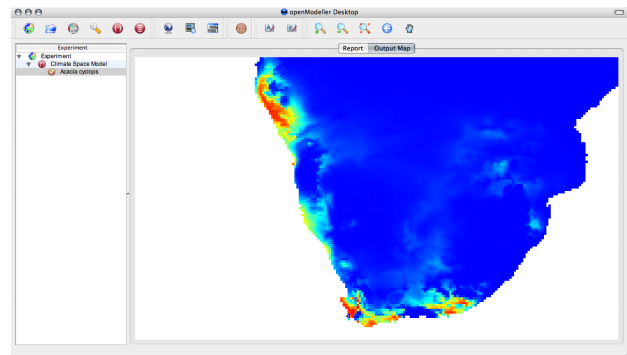 openModeller Desktop
Experiment
Report
Output Map
Experiment
Climate Space Model
Acacia cyclops